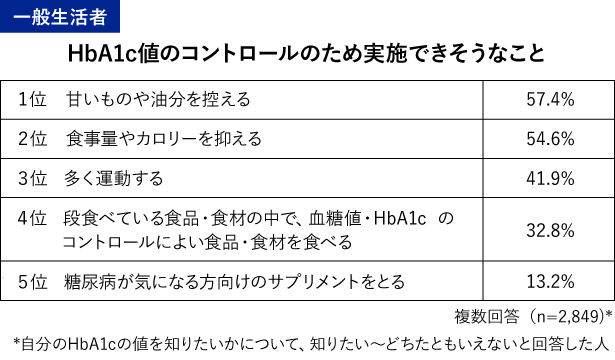 一般生活者
HbA1c値のコントロールのため実施できそうなこと
1位 甘いものや油分を控える 57.4%
2位 食事量やカロリーを抑える 54.6%
3位 多く運動する 41.9%
4位 段食べている食品・食材の中で、血糖値・HbA1c の
コントロールによい食品・食材を食べる 32.8%
5位 糖尿病が気になる方向けのサプリメントをとる 13.2%
複数回答（n=2,849)*
*自分のHbA1cの値を知りたいかについて、知りたい～どちたともいえないと回答した人